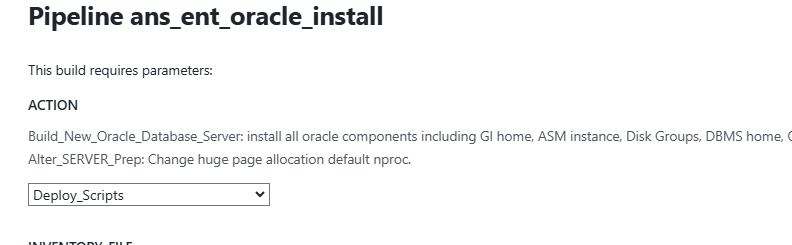 Pipeline ans_ent_oracle_install
This build requires parameters:
ACTION
Build_New_Oracle_Database_Server: install all oracle components including GI home, ASM instance, Disk Groups, DBMS home,
Alter_SERVER_Prep: Change huge page allocation default nproc.
Deploy_Scripts
INVENTORY_FILE